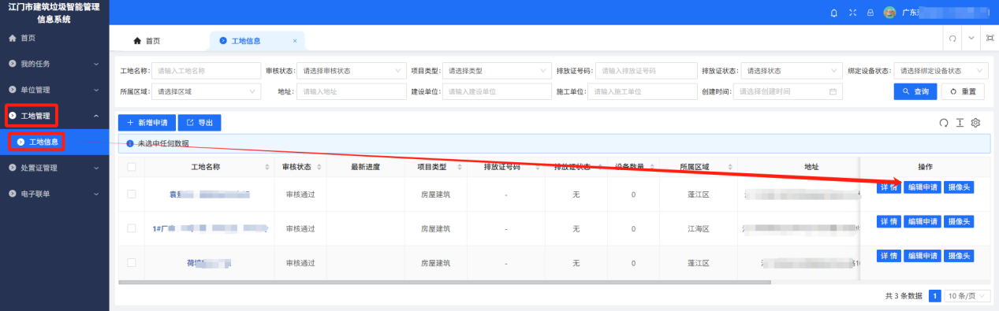 江门市建筑垃圾智能管理
信息系统
广东
首页
我的任务
单位管理
工地管理
工地信息
处置证管理
电子联单
首页
工地信息 ×
工地名称: 请输入工地名称 审核状态: 请选择审核状态 项目类型: 请选择类型 排放证号码: 请输入排放证号码 排放证状态: 请选择状态 绑定设备状态: 请选择绑定设备状态
所属区域: 请选择区域 地址: 请输入地址 建设单位: 请输入建设单位 施工单位: 请输入施工单位 创建时间: 请选择创建时间 查询 重置
+ 新增申请 导出
未选中任何数据
工地名称 审核状态 最新进度 项目类型 排放证号码 排放证状态 设备数量 所属区域 地址 操作
袁 审核通过 房屋建筑 - 无 0 蓬江区 详情 编辑申请 摄像头
1#厂 审核通过 房屋建筑 - 无 0 江海区 详情 编辑申请 摄像头
荷塘 审核通过 房屋建筑 - 无 0 蓬江区 详情 编辑申请 摄像头
共 3 条数据 1 10 条/页